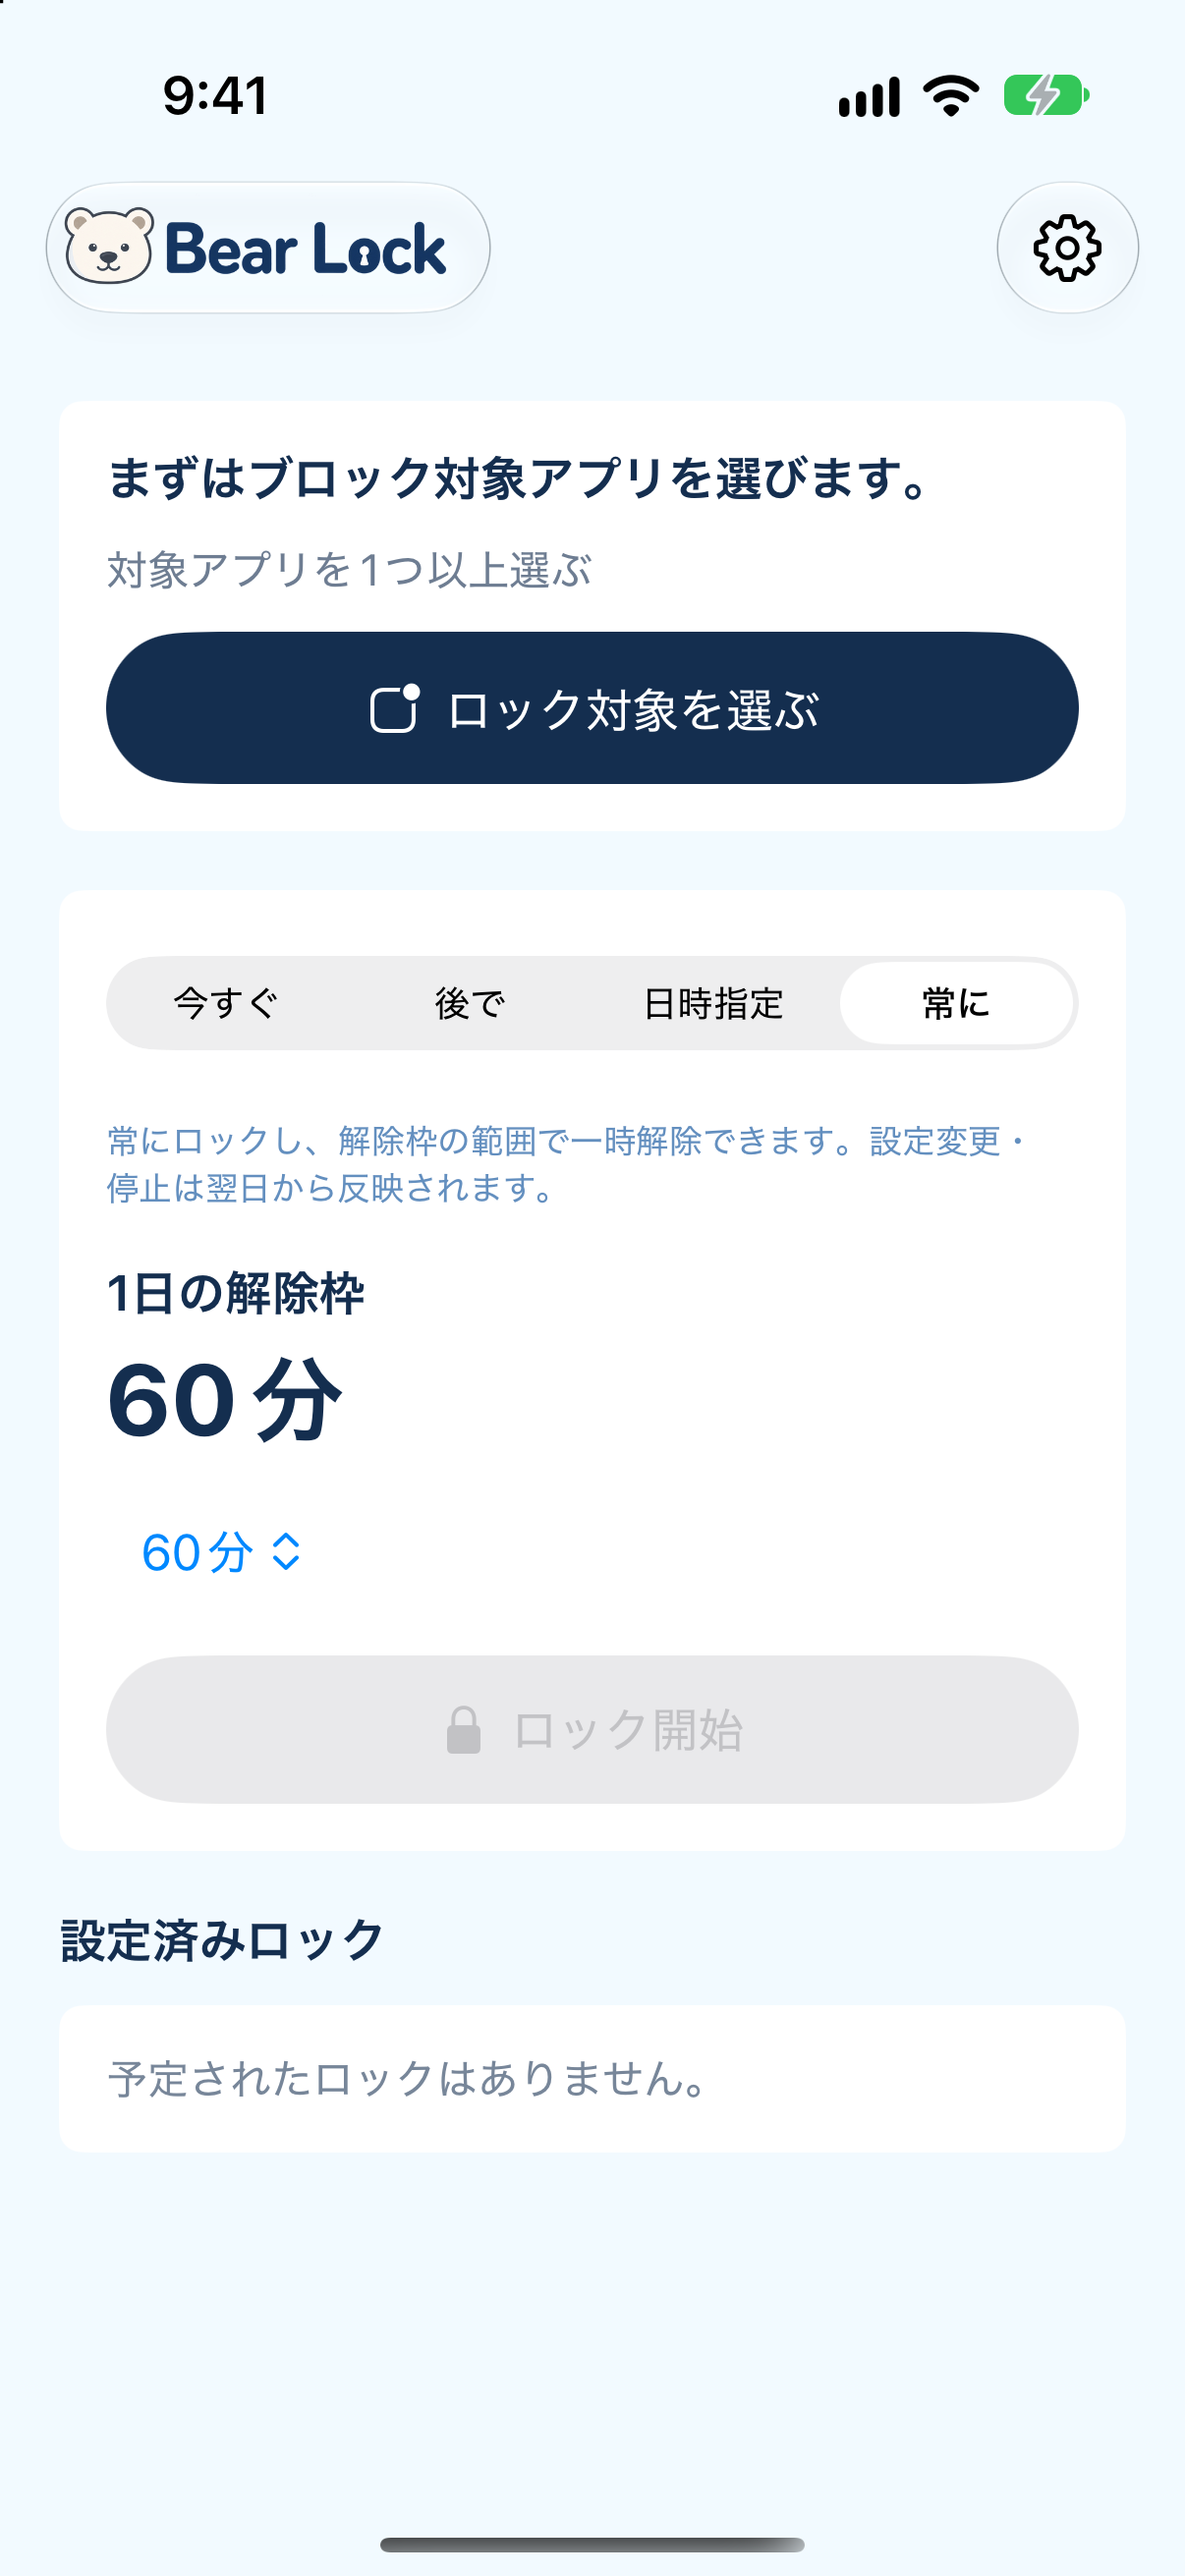 9:41
Bear Lock
まずはブロック対象アプリを選びます。
対象アプリを1つ以上選ぶ
ロック対象を選ぶ
今すぐ 後で 日時指定 常に
常にロックし、解除枠の範囲で一時解除できます。設定変更・
停止は翌日から反映されます。
1日の解除枠
60 分
60 分
ロック開始
設定済みロック
予定されたロックはありません。